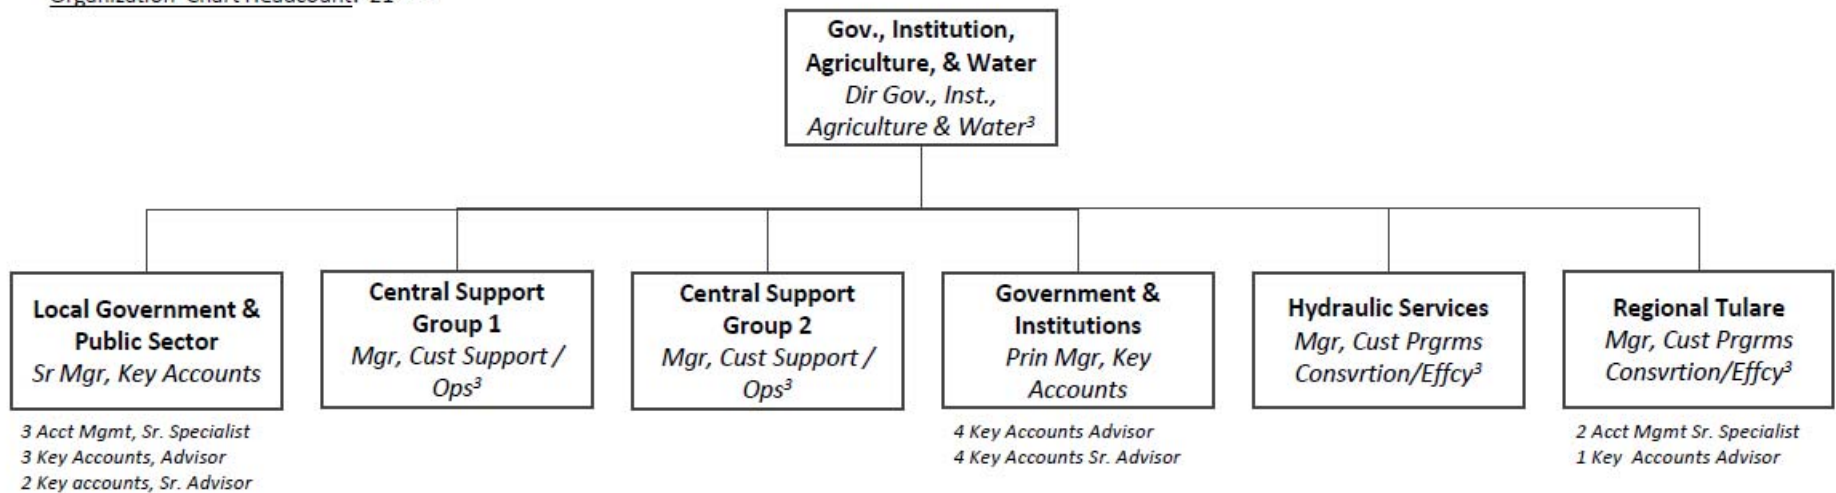 Organization Chart Headcount: 21
Gov., Institution,
Agriculture, & Water
Dir Gov., Inst.,
Agriculture & Water³
Local Government &
Public Sector
Sr Mgr, Key Accounts
3 Acct Mgmt, Sr. Specialist
3 Key Accounts, Advisor
2 Key accounts, Sr. Advisor
Central Support
Group 1
Mgr, Cust Support /
Ops³
Central Support
Group 2
Mgr, Cust Support /
Ops³
Government &
Institutions
Prin Mgr, Key
Accounts
4 Key Accounts Advisor
4 Key Accounts Sr. Advisor
Hydraulic Services
Mgr, Cust Prgrms
Consvrtion/Effcy³
Regional Tulare
Mgr, Cust Prgrms
Consvrtion/Effcy³
2 Acct Mgmt Sr. Specialist
1 Key  Accounts Advisor